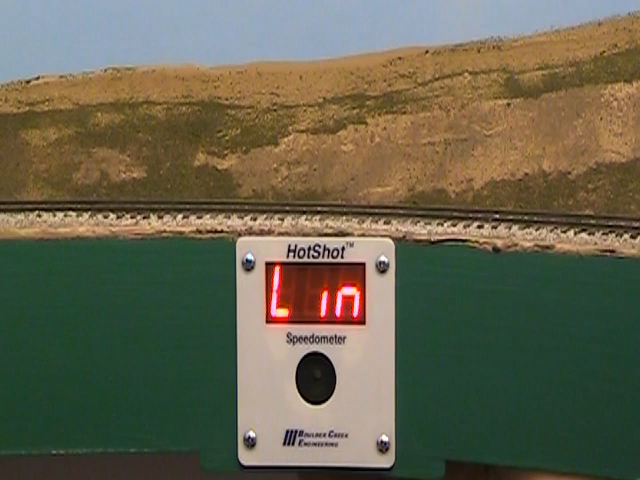 HotShot™
Lin
Speedometer
Boulder Creek
Engineering